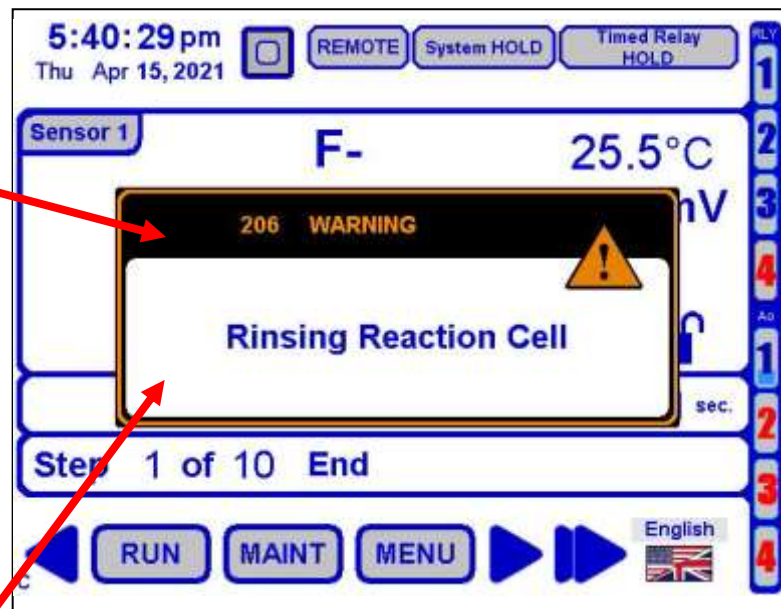 5:40:29 pm
Thu Apr 15, 2021
REMOTE
System HOLD
Timed Relay
HOLD
RLY
1
2
3
4
Ao
1
2
3
4
Sensor 1
F-
25.5°C
mV
206 WARNING
!
Rinsing Reaction Cell
sec.
Step 1 of 10 End
RUN
MAINT
MENU
English
C